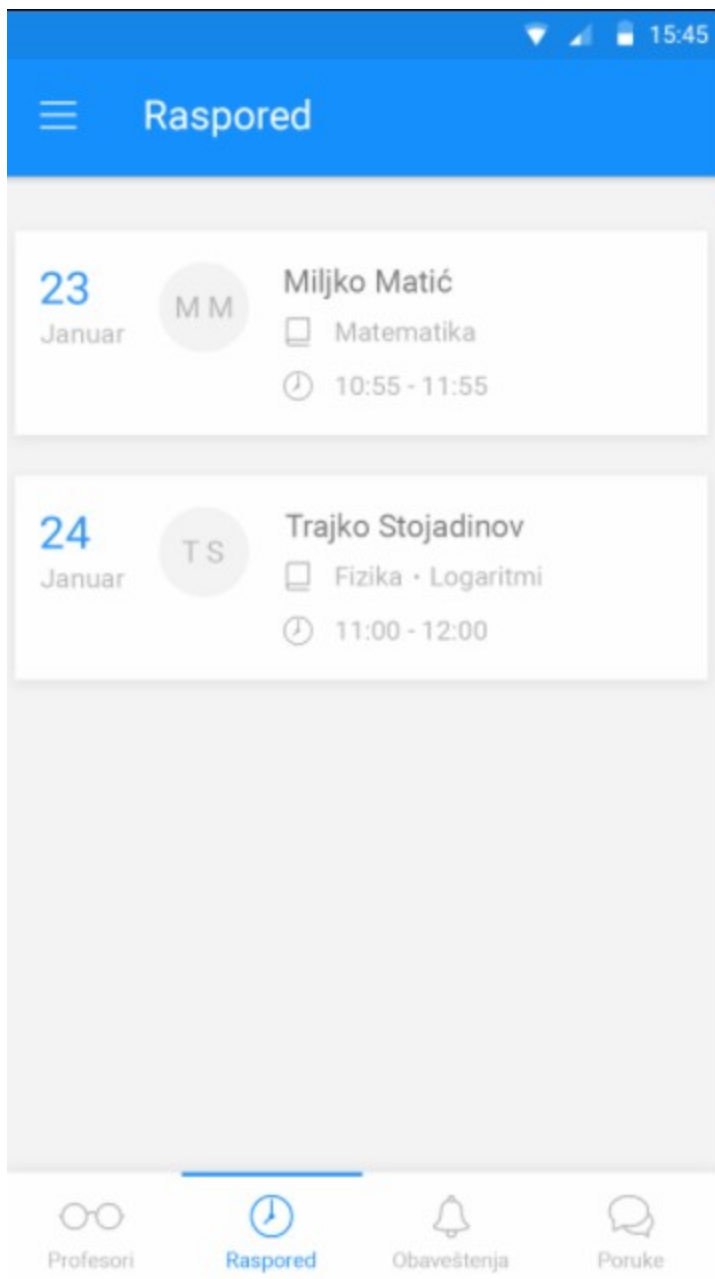 15:45
Raspored
23
Januar
M M
Miljko Matić
Matematika
10:55 - 11:55
24
Januar
T S
Trajko Stojadinov
Fizika • Logaritmi
11:00 - 12:00
Profesori
Raspored
Obaveštenja
Poruke